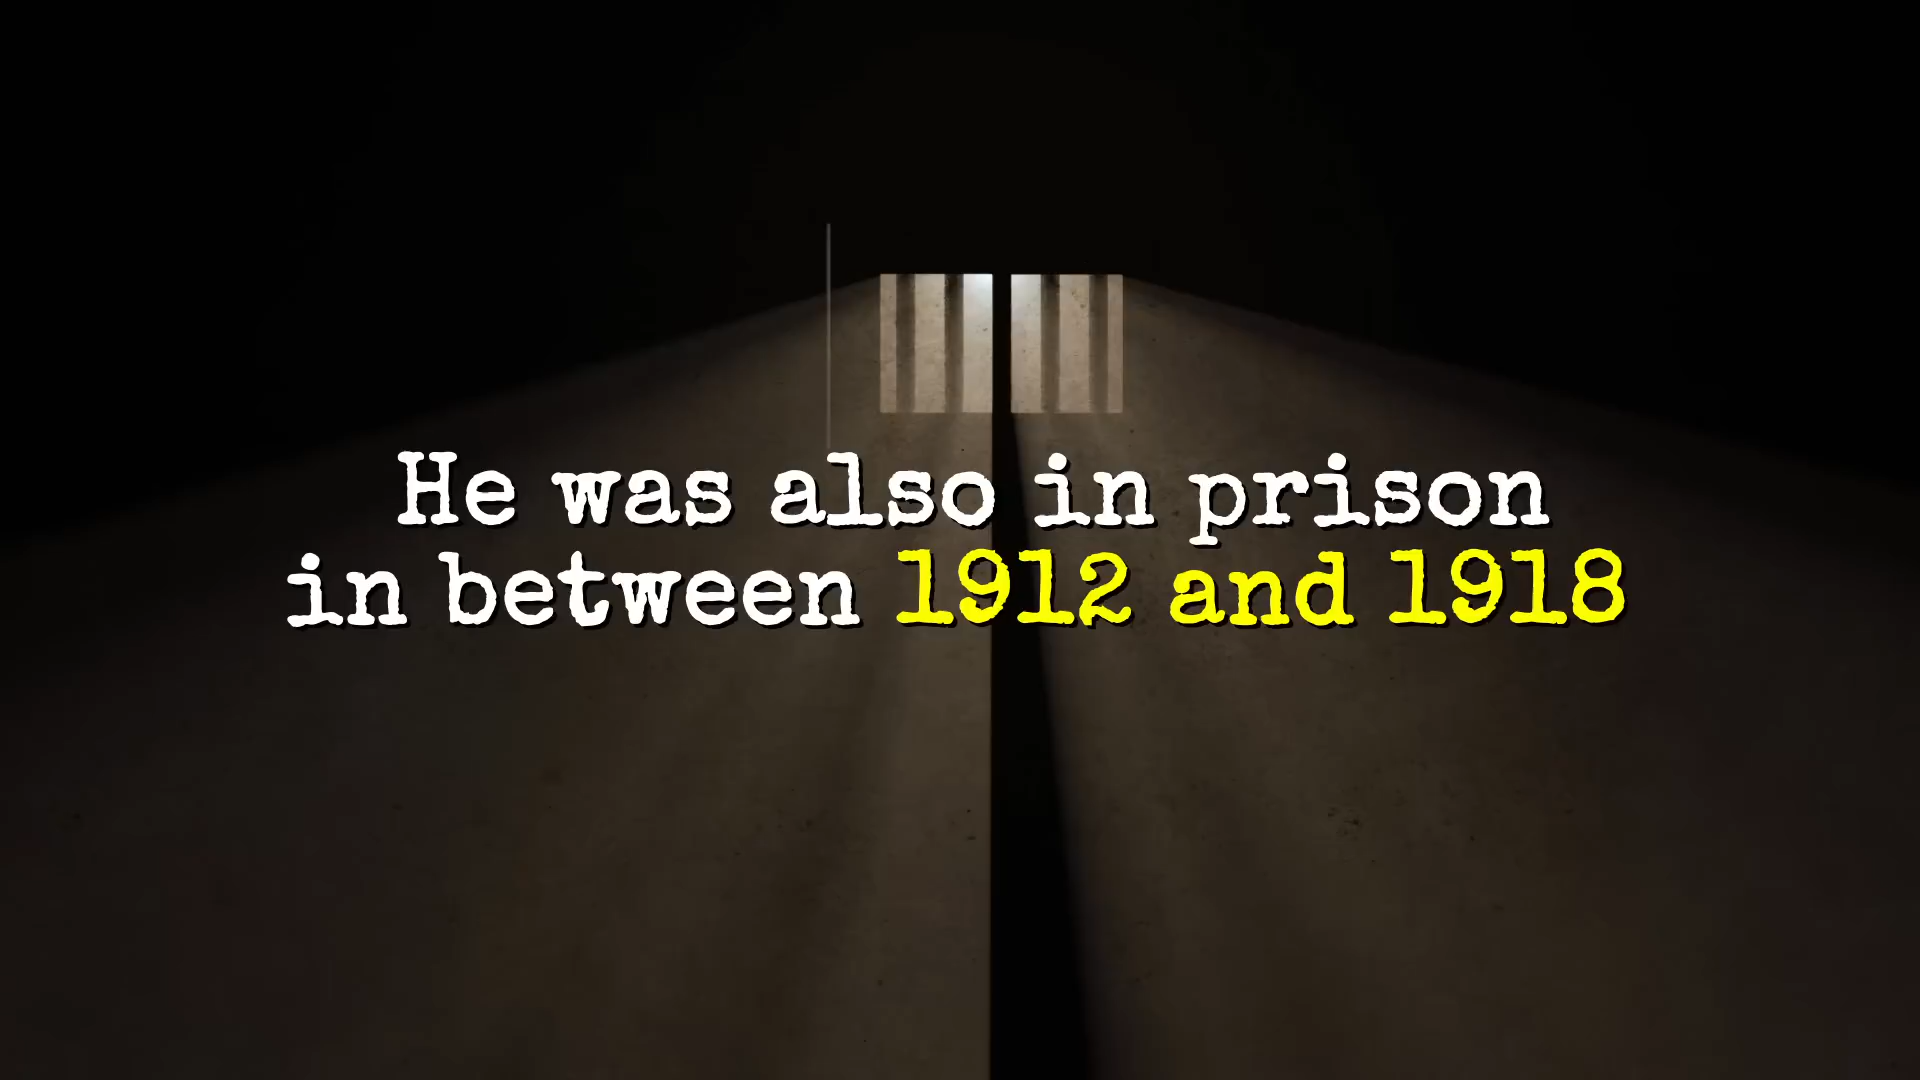 He was also in prison
in between 1912 and 1918